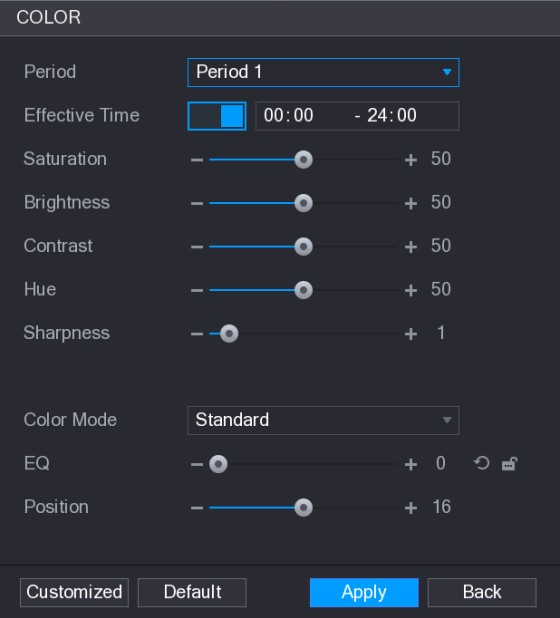 COLOR
Period Period 1
Effective Time 00:00 - 24:00
Saturation 50
Brightness 50
Contrast 50
Hue 50
Sharpness 1
Color Mode Standard
EQ 0
Position 16
Customized Default Apply Back